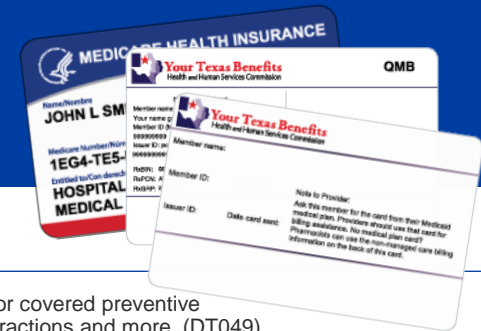 MEDICARE HEALTH INSURANCE
Name/Nombre
JOHN L SMI
Medicare Number/Núm
1EG4-TE5-
Entitled to/Con derech
HOSPITAL
MEDICAL
Your Texas Benefits
Health and Human Services Commission
QMB
Member name
Your name g
Member ID (M
999999999
Issuer ID:
999999999
RxBIN:
RxPCN: A
RxGRP:
Your Texas Benefits
Health and Human Services Commission
Member name:
Member ID:
Issuer ID:
Date card sent:
Note to Provider:
Ask this member for the card from their Medicaid
medical plan. Providers should use that card for
billing assistance. No medical plan card?
Pharmacists can use the non-managed care billing
information on the back of this card.
or covered preventive
ractions and more. (DT049)